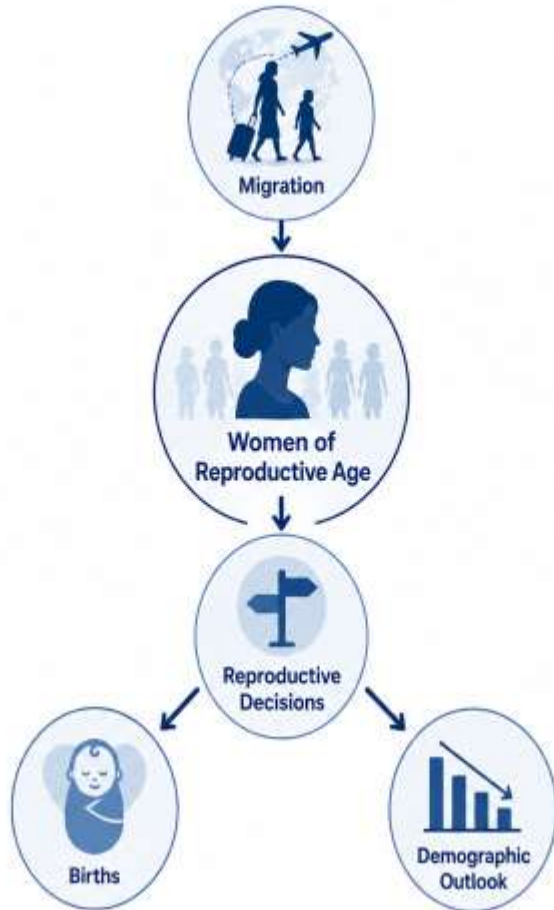 Migration
Women of
Reproductive Age
Reproductive
Decisions
Births
Demographic
Outlook